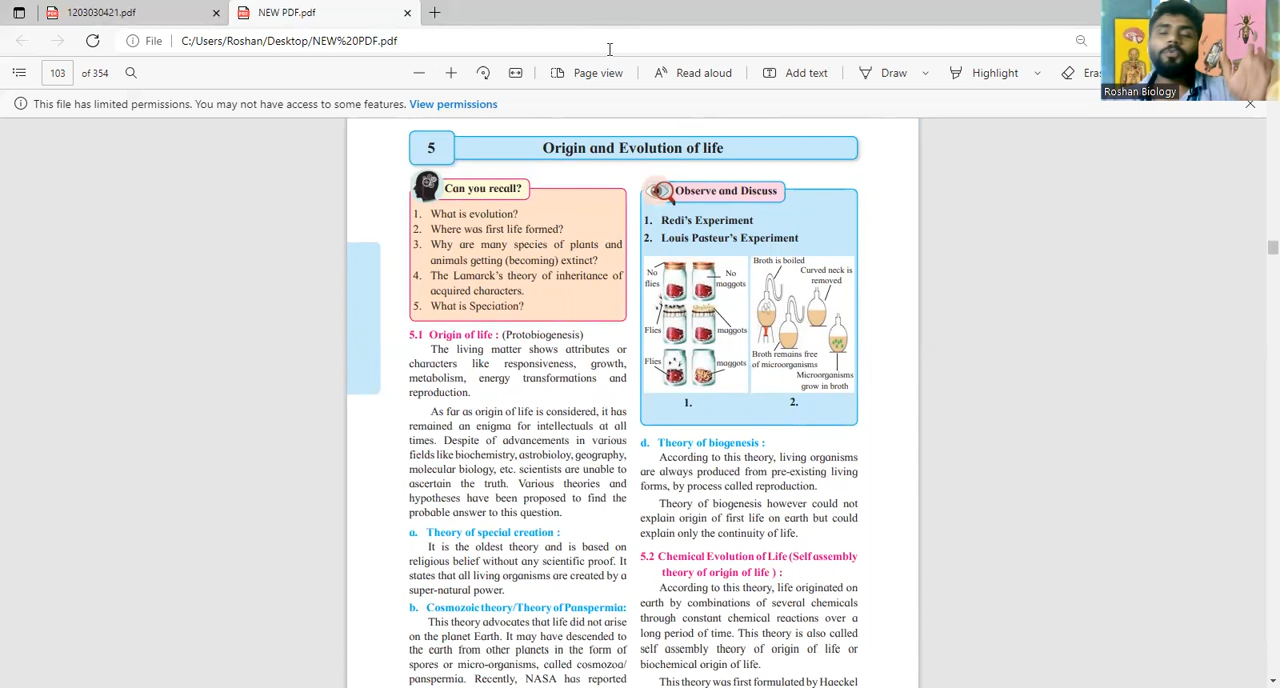 1203030421.pdf
NEW PDF.pdf
File
C:/Users/Roshan/Desktop/NEW%20PDF.pdf
103
of 354
Page view
Read aloud
Add text
Draw
Highlight
Eras
Roshan Biology
This file has limited permissions. You may not have access to some features. View permissions
5
Origin and Evolution of life
Can you recall?
1. What is evolution?
2. Where was first life formed?
3. Why are many species of plants and
animals getting (becoming) extinct?
4. The Lamarck's theory of inheritance of
acquired characters.
5. What is Speciation?
5.1 Origin of life : (Protobiogenesis)
The living matter shows attributes or
characters like responsiveness, growth,
metabolism, energy transformations and
reproduction.
As far as origin of life is considered, it has
remained an enigma for intellectuals at all
times. Despite of advancements in various
fields like biochemistry, astrobioloy, geography,
molecular biology, etc. scientists are unable to
ascertain the truth. Various theories and
hypotheses have been proposed to find the
probable answer to this question.
a. Theory of special creation :
It is the oldest theory and is based on
religious belief without any scientific proof. It
states that all living organisms are created by a
super-natural power.
b. Cosmozoic theory/Theory of Panspermia:
This theory advocates that life did not arise
on the planet Earth. It may have descended to
the earth from other planets in the form of
spores or micro-organisms, called cosmozoa/
panspermia. Recently, NASA has reported
Observe and Discuss
1. Redi's Experiment
2. Louis Pasteur's Experiment
No
flies
No
maggots
Flies
maggots
Flies
maggots
1.
Broth is boiled
Curved neck is
removed
Broth remains free
of microorganisms
Microorganisms
grow in broth
2.
d. Theory of biogenesis :
According to this theory, living organisms
are always produced from pre-existing living
forms, by process called reproduction.
Theory of biogenesis however could not
explain origin of first life on earth but could
explain only the continuity of life.
5.2 Chemical Evolution of Life (Self assembly
theory of origin of life ) :
According to this theory, life originated on
earth by combinations of several chemicals
through constant chemical reactions over a
long period of time. This theory is also called
self assembly theory of origin of life or
biochemical origin of life.
This theory was first formulated by Haeckel